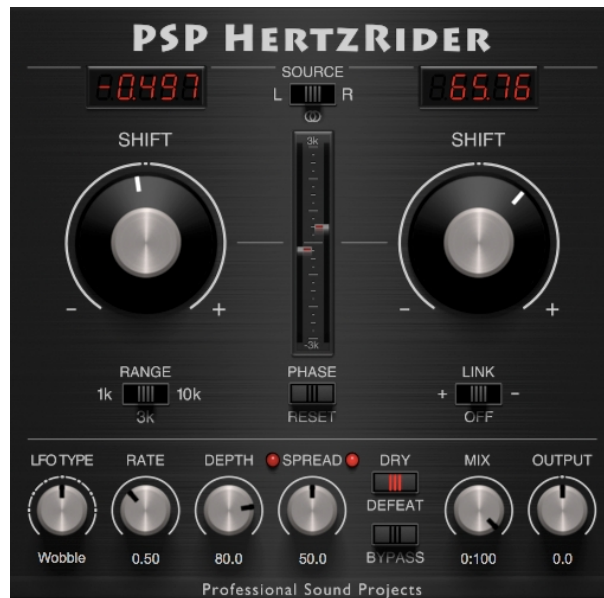 PSP HERTZRIDER
-0.497
SOURCE
65.76
L
R
SHIFT
3k
SHIFT
- +
- +
-3k
RANGE
PHASE
LINK
1k
10k
+ -
3k
RESET
OFF
LFO TYPE
RATE
DEPTH
SPREAD
DRY
MIX
OUTPUT
DEFEAT
Wobble
0.50
80.0
50.0
BYPASS
0:100
0.0
Professional Sound Projects